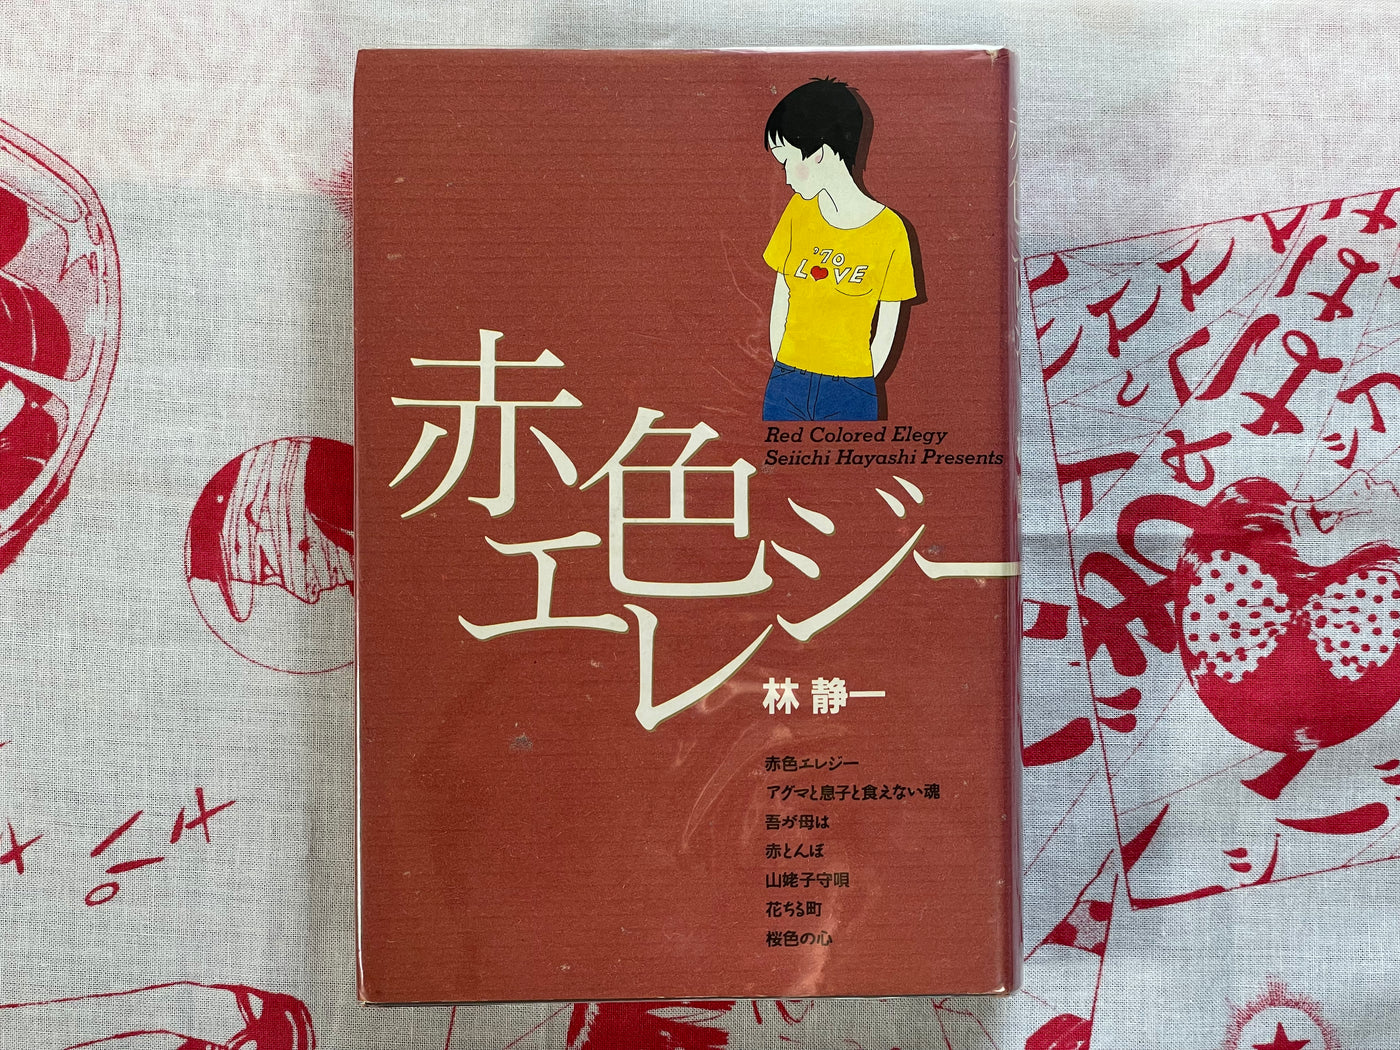 '70
L♥VE
Red Colored Elegy
Seiichi Hayashi Presents
赤色エレジー
林 静一
赤色エレジー
アグマと息子と食えない魂
吾が母は
赤とんぼ
山姥子守唄
花ちる町
桜色の心